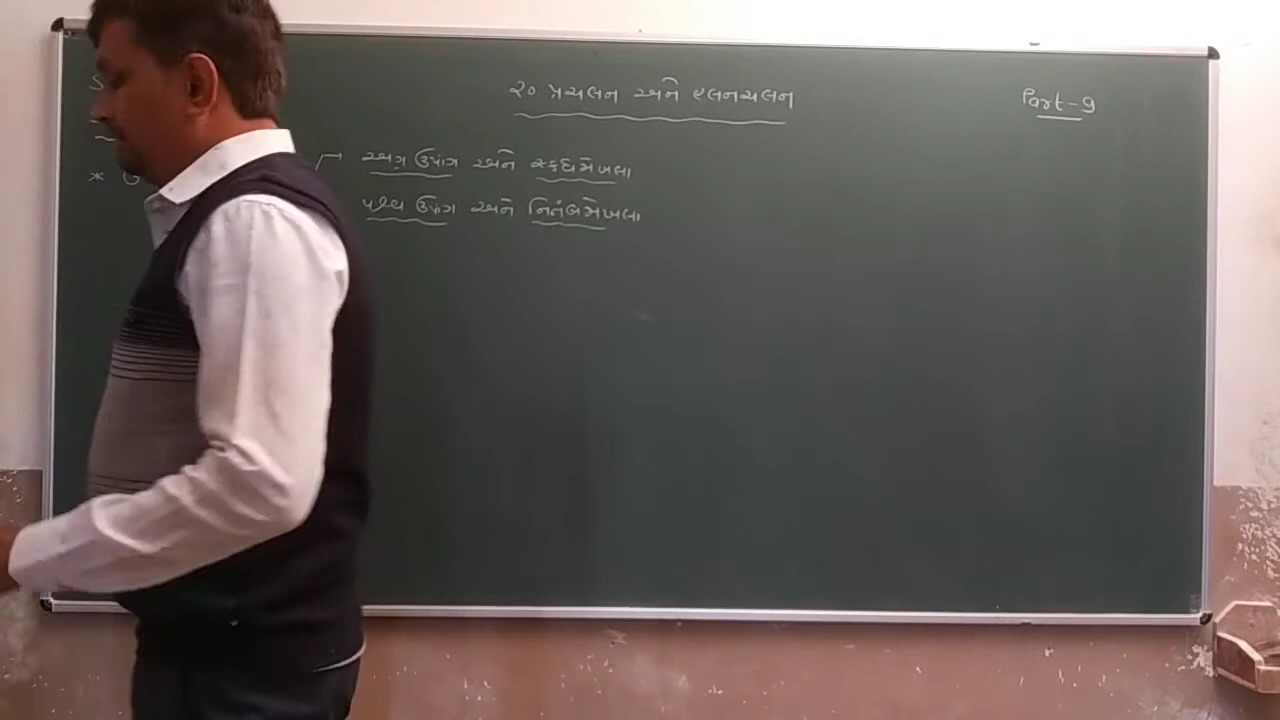 ૨૦ પ્રચલન અને હલનચલન
Part-9
* → અગ્ર ઉપાંગ અને સ્કંધમેખલા
પશ્ચ ઉપાંગ અને નિતંબમેખલા